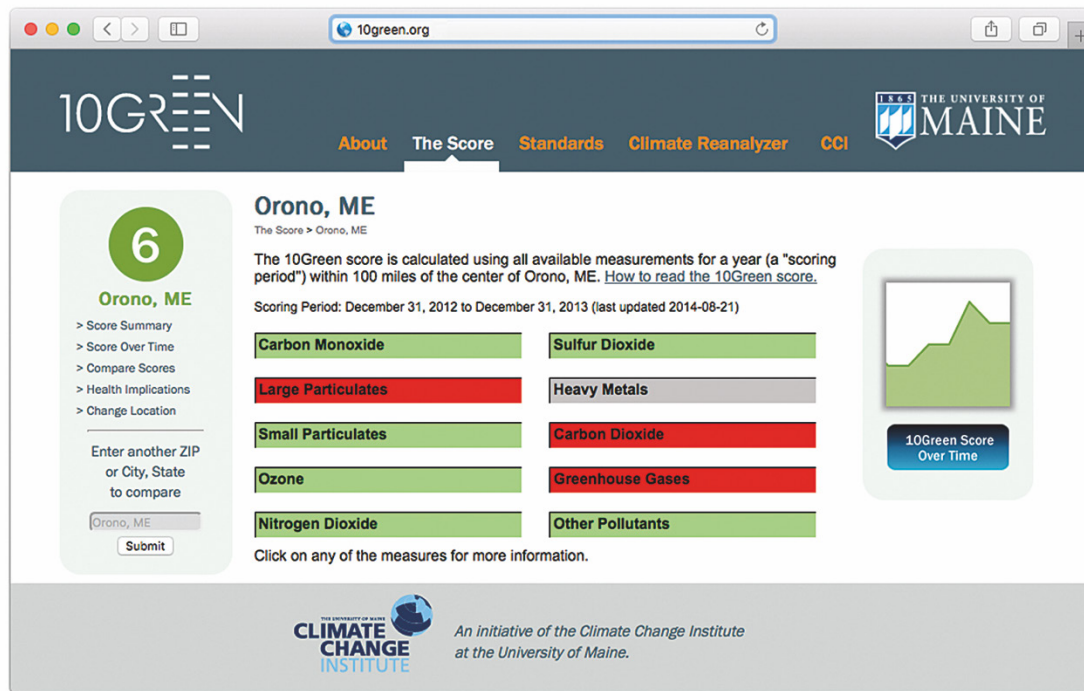 10green.org
10GREEN
1865 THE UNIVERSITY OF
MAINE
About The Score Standards Climate Reanalyzer CCI
6
Orono, ME
> Score Summary
> Score Over Time
> Compare Scores
> Health Implications
> Change Location
Enter another ZIP
or City, State
to compare
Orono, ME
Submit
Orono, ME
The Score > Orono, ME
The 10Green score is calculated using all available measurements for a year (a "scoring
period") within 100 miles of the center of Orono, ME. How to read the 10Green score.
Scoring Period: December 31, 2012 to December 31, 2013 (last updated 2014-08-21)
Carbon Monoxide
Sulfur Dioxide
Large Particulates
Heavy Metals
Small Particulates
Carbon Dioxide
Ozone
Greenhouse Gases
Nitrogen Dioxide
Other Pollutants
Click on any of the measures for more information.
10Green Score
Over Time
THE UNIVERSITY OF MAINE
CLIMATE
CHANGE
INSTITUTE
An initiative of the Climate Change Institute
at the University of Maine.